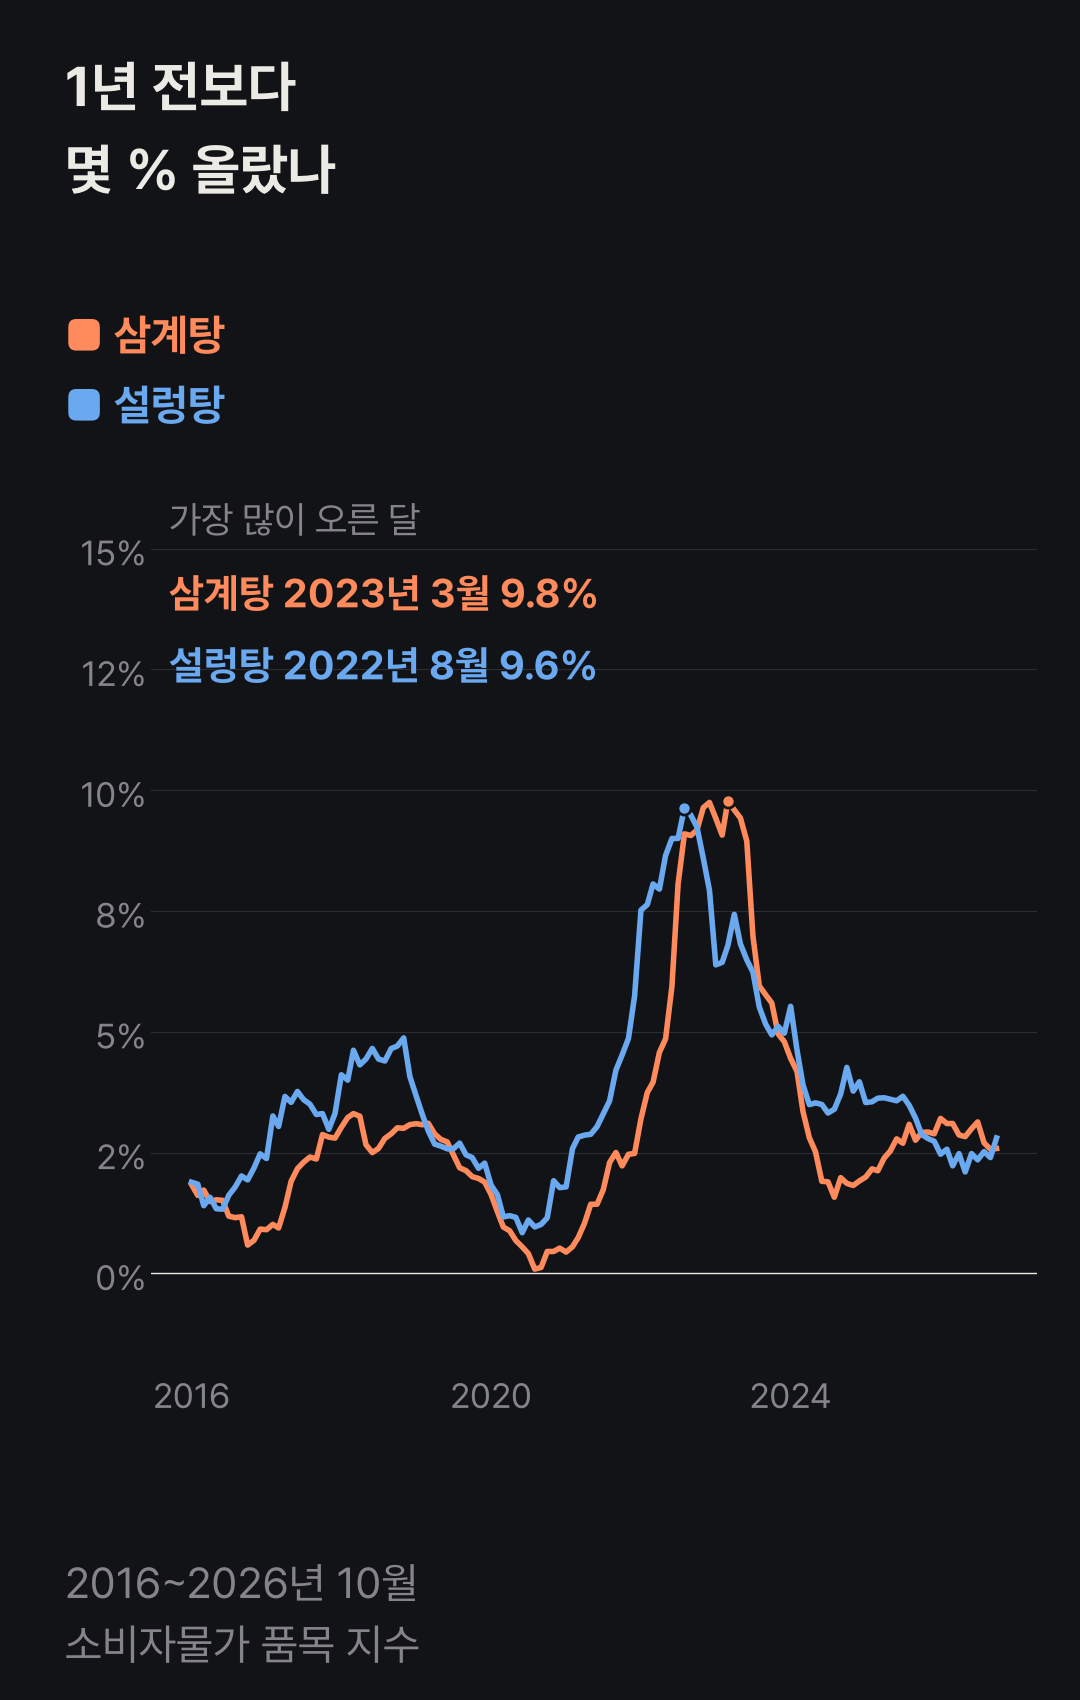 1년 전보다
몇 % 올랐나
삼계탕
설렁탕
가장 많이 오른 달
15%
삼계탕 2023년 3월 9.8%
설렁탕 2022년 8월 9.6%
12%
10%
8%
5%
2%
0%
2016 2020 2024
2016~2026년 10월
소비자물가 품목 지수